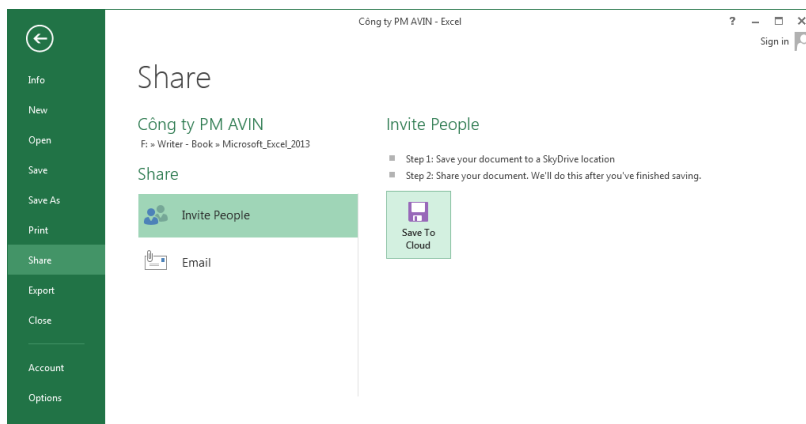 Công ty PM AVIN - Excel
?
Sign in
Info
New
Open
Save
Save As
Print
Share
Export
Close
Account
Options
Share
Công ty PM AVIN
F: » Writer - Book » Microsoft_Excel_2013
Share
Invite People
Email
Invite People
Step 1: Save your document to a SkyDrive location
Step 2: Share your document. We'll do this after you've finished saving.
Save To
Cloud